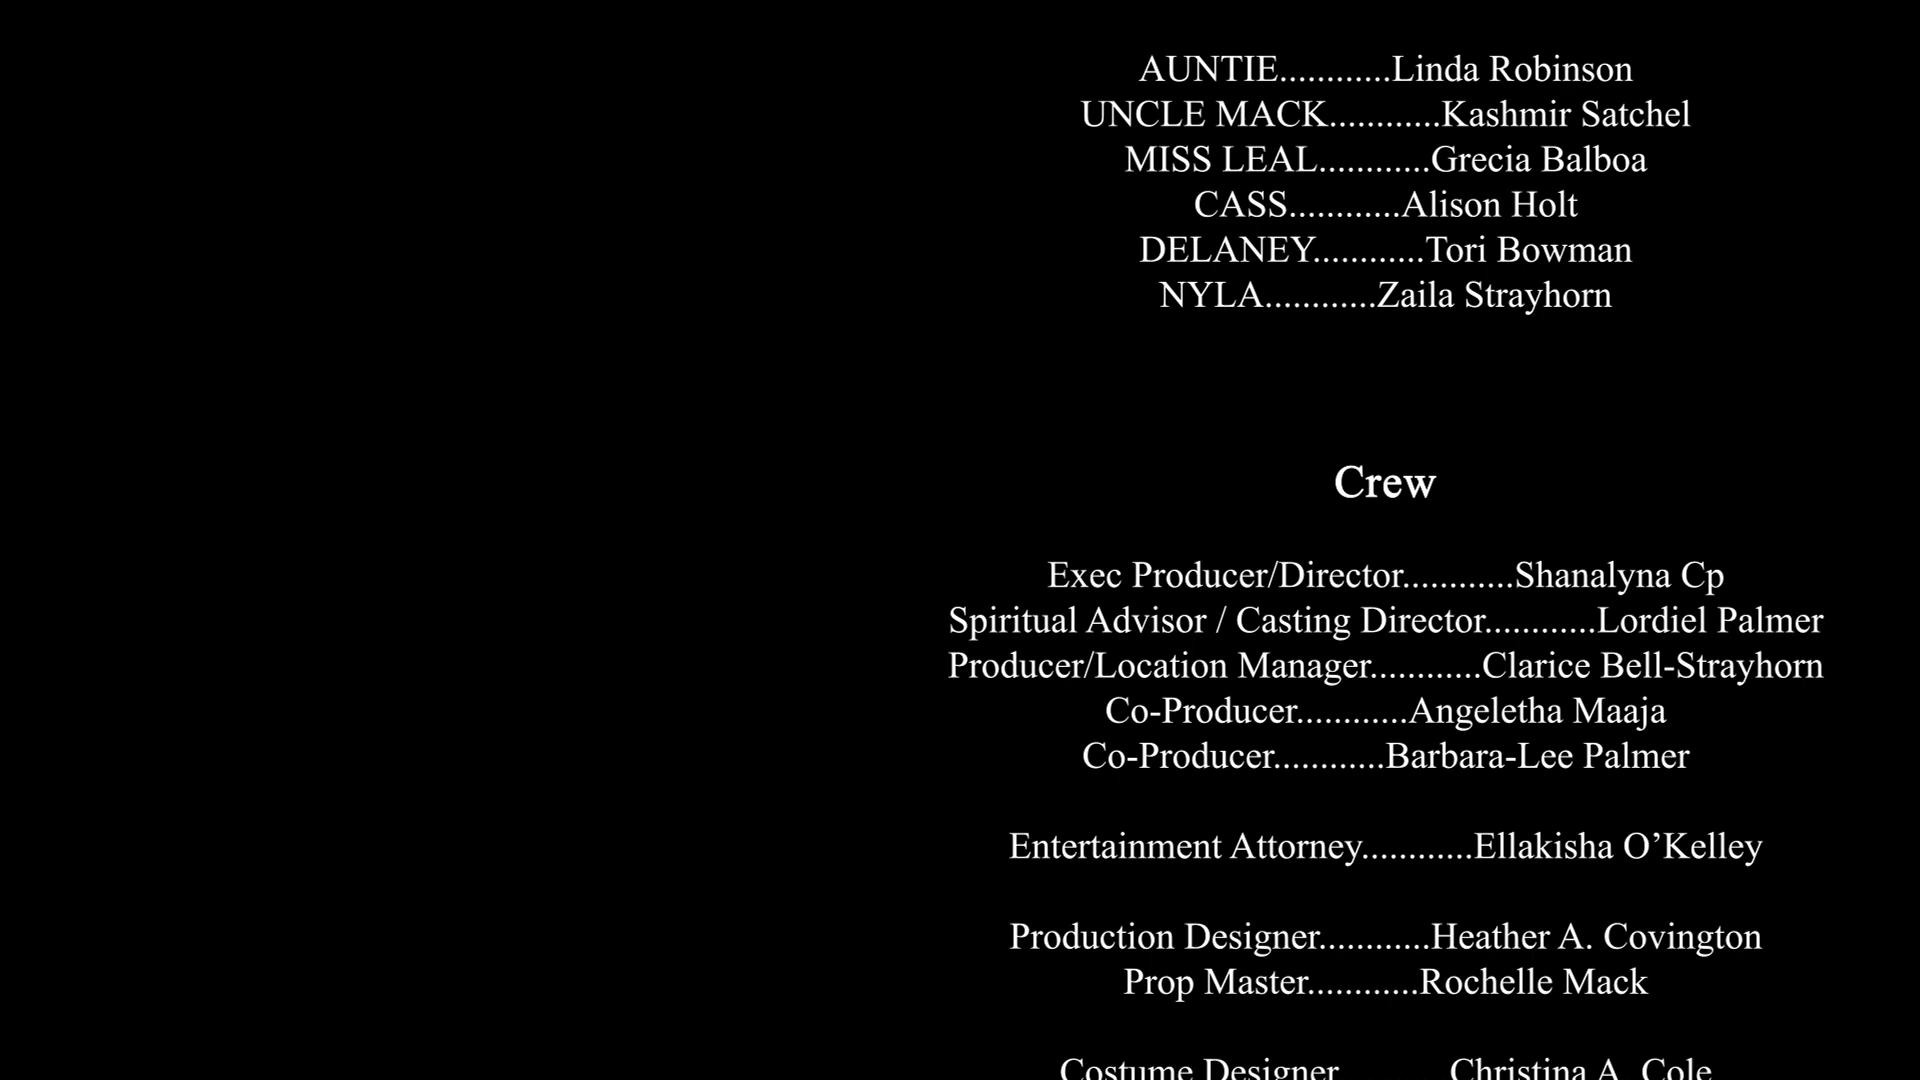 AUNTIE............Linda Robinson
UNCLE MACK............Kashmir Satchel
MISS LEAL............Grecia Balboa
CASS............Alison Holt
DELANEY............Tori Bowman
NYLA............Zaila Strayhorn
Crew
Exec Producer/Director............Shanalyna Cp
Spiritual Advisor / Casting Director............Lordiel Palmer
Producer/Location Manager............Clarice Bell-Strayhorn
Co-Producer............Angeletha Maaja
Co-Producer............Barbara-Lee Palmer
Entertainment Attorney............Ellakisha O’Kelley
Production Designer............Heather A. Covington
Prop Master............Rochelle Mack
Costume Designer Christina A. Cole